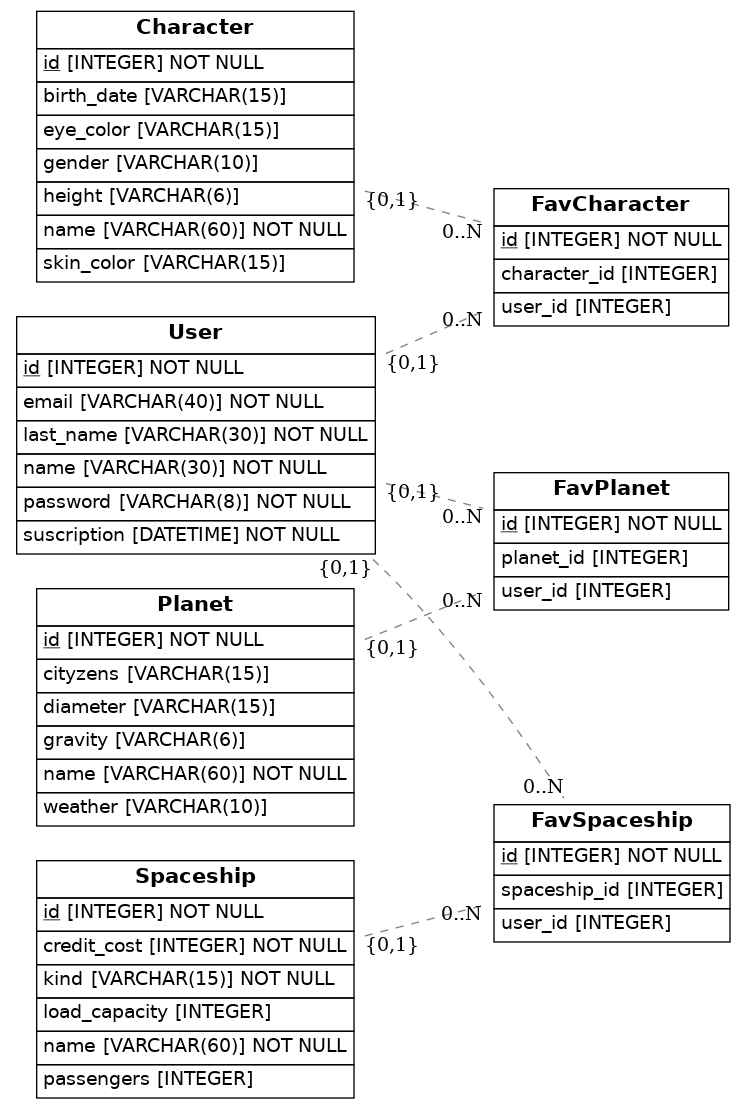 Character
id [INTEGER] NOT NULL
birth_date [VARCHAR(15)]
eye_color [VARCHAR(15)]
gender [VARCHAR(10)]
height [VARCHAR(6)]
name [VARCHAR(60)] NOT NULL
skin_color [VARCHAR(15)]
{0,1}
0..N
FavCharacter
id [INTEGER] NOT NULL
character_id [INTEGER]
user_id [INTEGER]
0..N
{0,1}
User
id [INTEGER] NOT NULL
email [VARCHAR(40)] NOT NULL
last_name [VARCHAR(30)] NOT NULL
name [VARCHAR(30)] NOT NULL
password [VARCHAR(8)] NOT NULL
suscription [DATETIME] NOT NULL
{0,1}
0..N
{0,1}
FavPlanet
id [INTEGER] NOT NULL
planet_id [INTEGER]
user_id [INTEGER]
0..N
{0,1}
Planet
id [INTEGER] NOT NULL
cityzens [VARCHAR(15)]
diameter [VARCHAR(15)]
gravity [VARCHAR(6)]
name [VARCHAR(60)] NOT NULL
weather [VARCHAR(10)]
0..N
FavSpaceship
id [INTEGER] NOT NULL
spaceship_id [INTEGER]
user_id [INTEGER]
0..N
{0,1}
Spaceship
id [INTEGER] NOT NULL
credit_cost [INTEGER] NOT NULL
kind [VARCHAR(15)] NOT NULL
load_capacity [INTEGER]
name [VARCHAR(60)] NOT NULL
passengers [INTEGER]